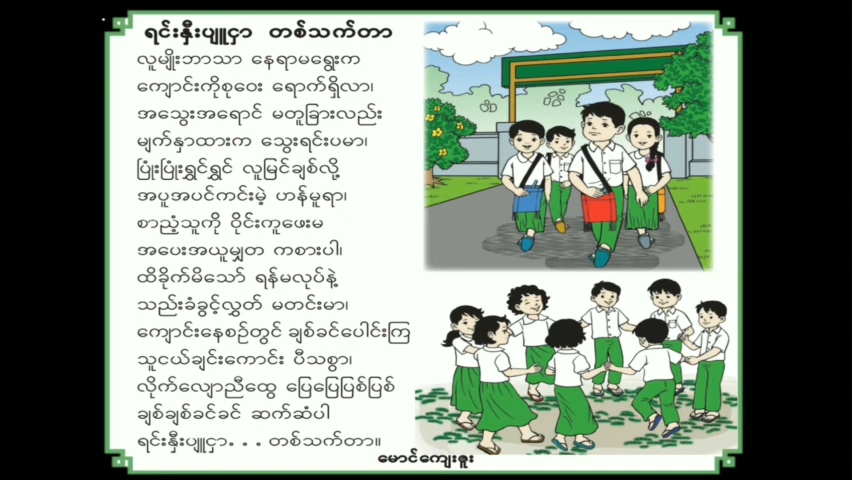 ရင်းနှီးပျူငှာ တစ်သက်တာ
လူမျိုးဘာသာ နေရာမရွေးက
ကျောင်းကိုစုဝေး ရောက်ရှိလာ၊
အသွေးအရောင် မတူခြားလည်း
မျက်နှာထားက သွေးရင်းပမာ၊
ပြုံးပြုံးရွှင်ရွှင် လူမြင်ချစ်လို့
အပူအပင်ကင်းမဲ့ ဟန်မူရာ၊
စာညံ့သူကို ဝိုင်းကူဖေးမ
အပေးအယူမျှတ ကစားပါ၊
ထိခိုက်မိသော် ရန်မလုပ်နဲ့
သည်းခံခွင့်လွှတ် မတင်းမာ၊
ကျောင်းနေစဉ်တွင် ချစ်ခင်ပေါင်းကြ
သူငယ်ချင်းကောင်း ပီသစွာ၊
လိုက်လျောညီထွေ ပြေပြေပြစ်ပြစ်
ချစ်ချစ်ခင်ခင် ဆက်ဆံပါ
ရင်းနှီးပျူငှာ. . . တစ်သက်တာ။
မောင်ကျေးဇူး